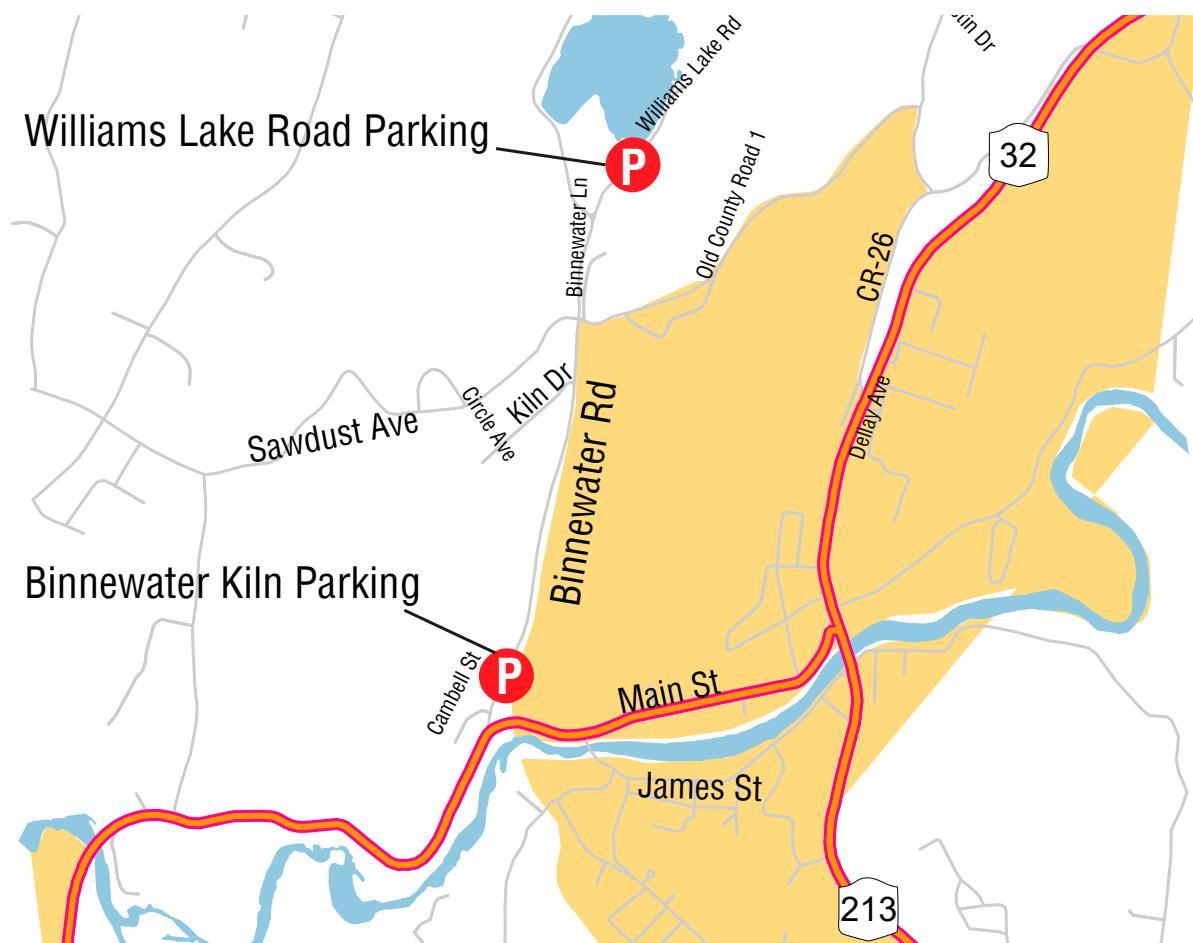 Williams Lake Rd
Williams Lake Road Parking
P
32
Old County Road 1
Binnewater Ln
CR-26
Kiln Dr
Circle Ave
Sawdust Ave
Dellay Ave
Binnewater Rd
Binnewater Kiln Parking
P
Cambell St
Main St
James St
213